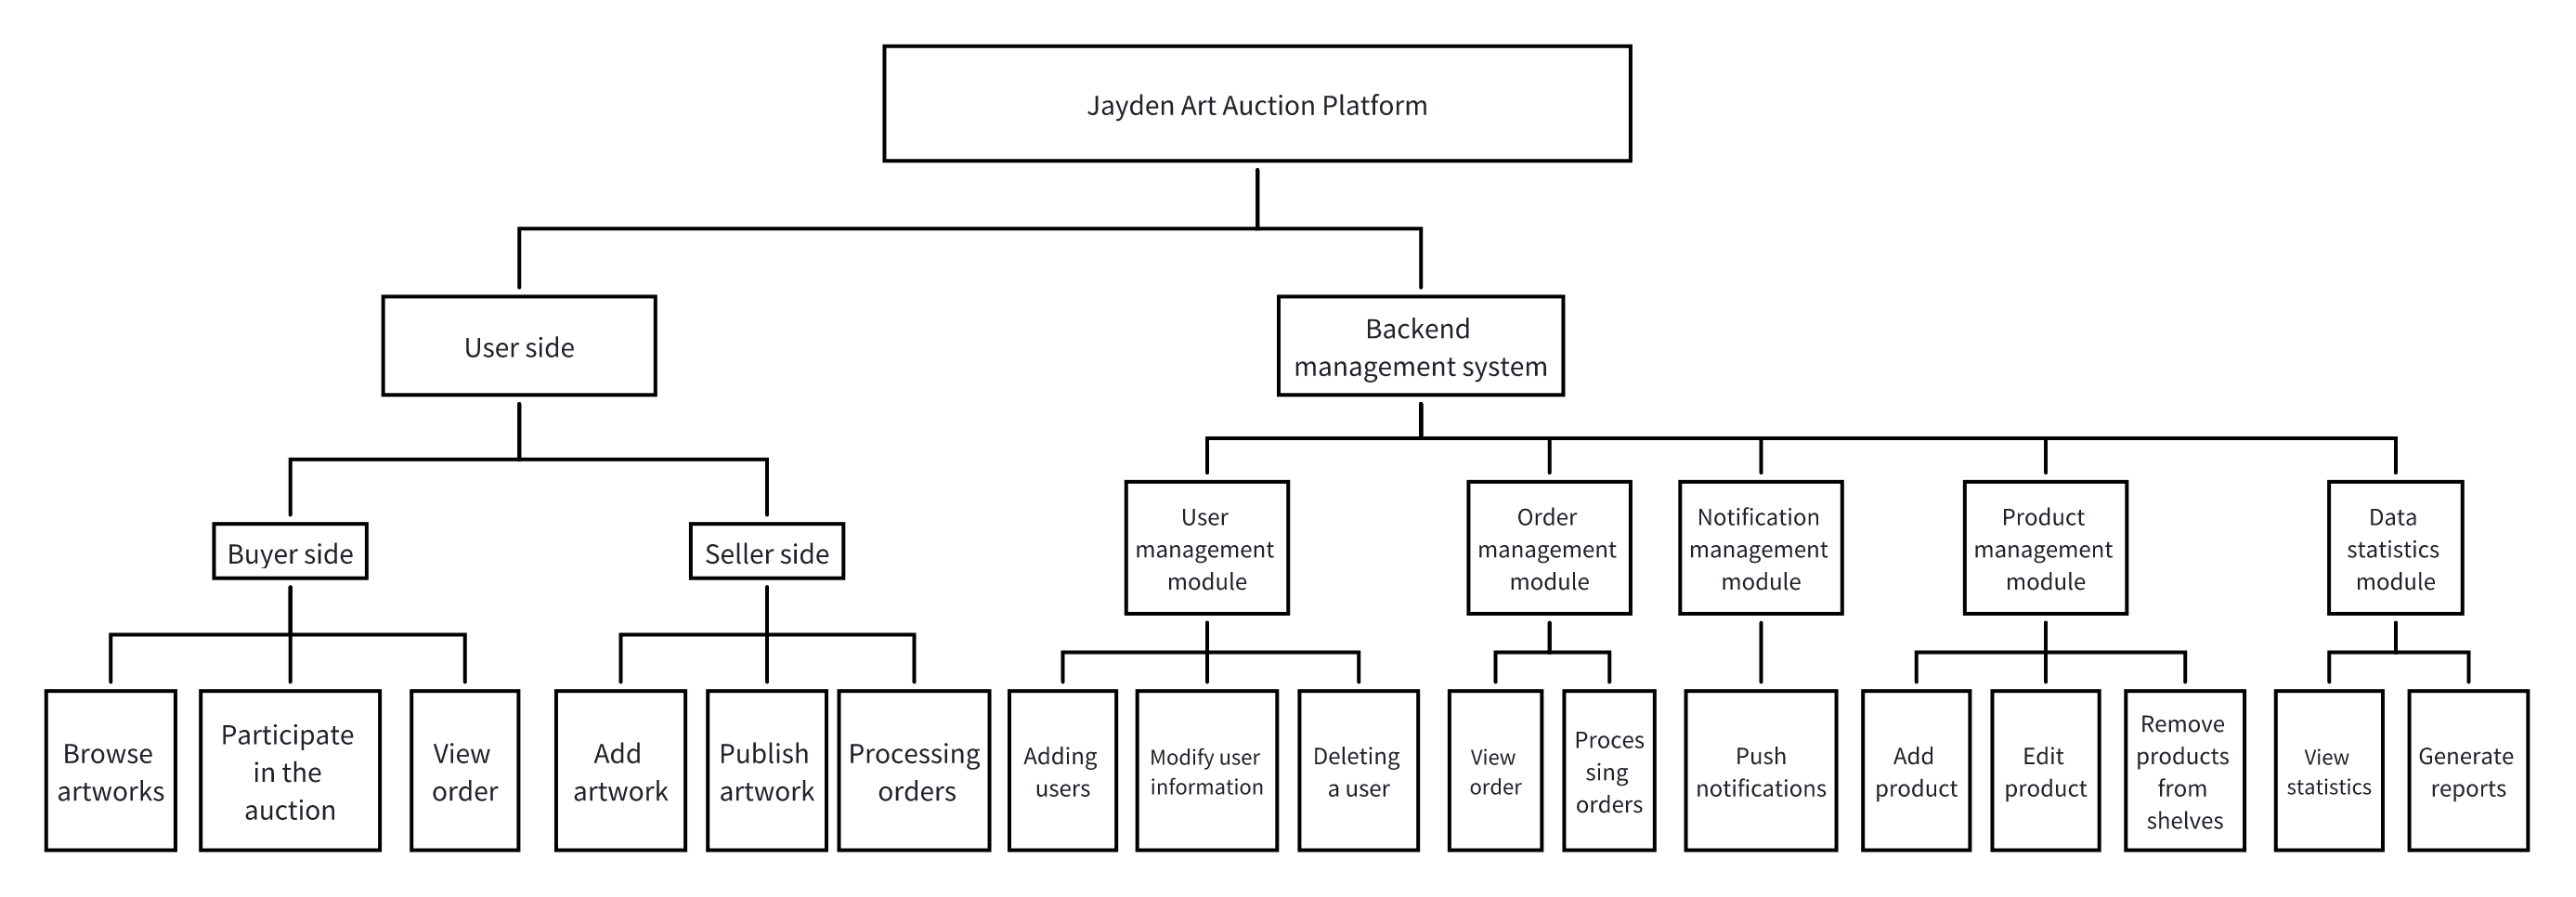 Jayden Art Auction Platform
User side
Backend
management system
Buyer side
Seller side
User
management
module
Order
management
module
Notification
management
module
Product
management
module
Data
statistics
module
Browse
artworks
Participate
in the
auction
View
order
Add
artwork
Publish
artwork
Processing
orders
Adding
users
Modify user
information
Deleting
a user
View
order
Proces
sing
orders
Push
notifications
Add
product
Edit
product
Remove
products
from
shelves
View
statistics
Generate
reports